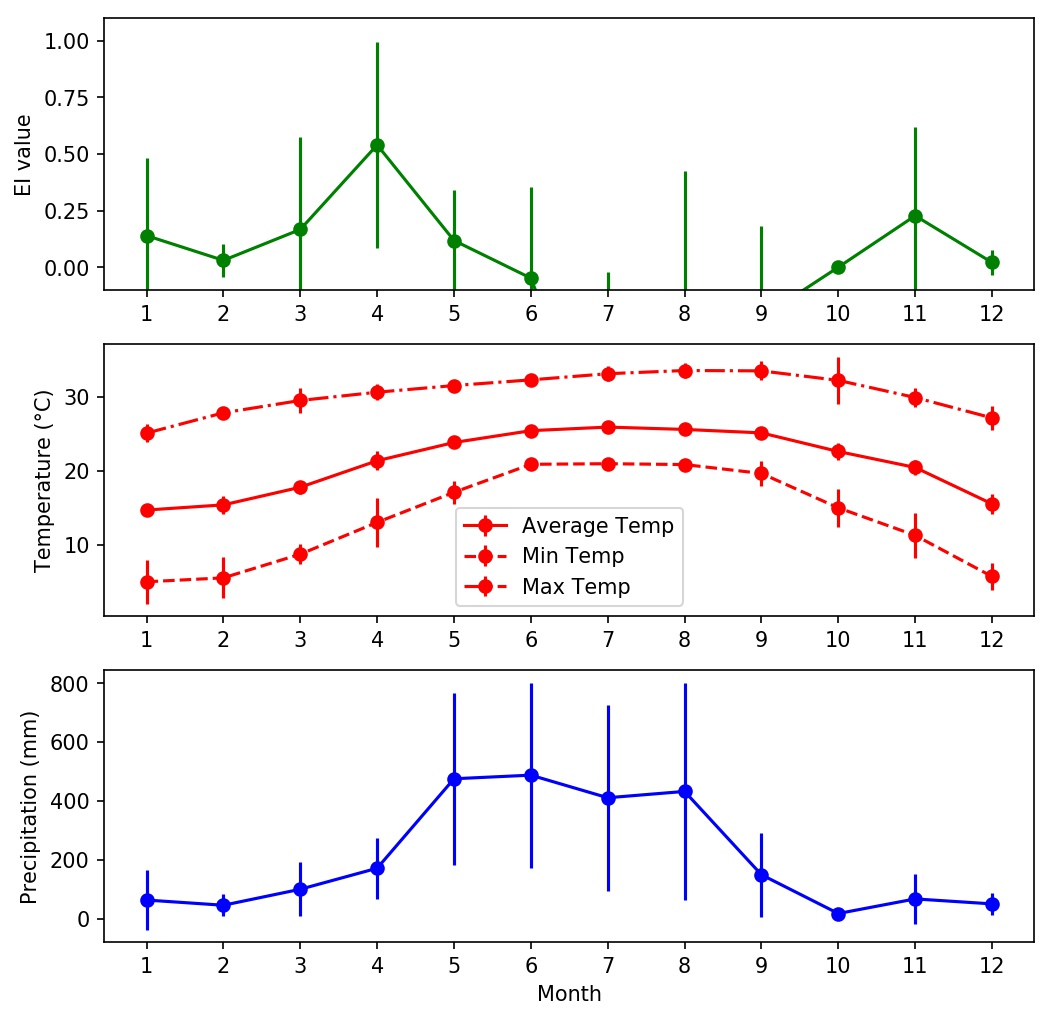 EI value
1.00
0.75
0.50
0.25
0.00
1 2 3 4 5 6 7 8 9 10 11 12
Temperature (°C)
30
20
10
Average Temp
Min Temp
Max Temp
1 2 3 4 5 6 7 8 9 10 11 12
Precipitation (mm)
800
600
400
200
0
1 2 3 4 5 6 7 8 9 10 11 12
Month